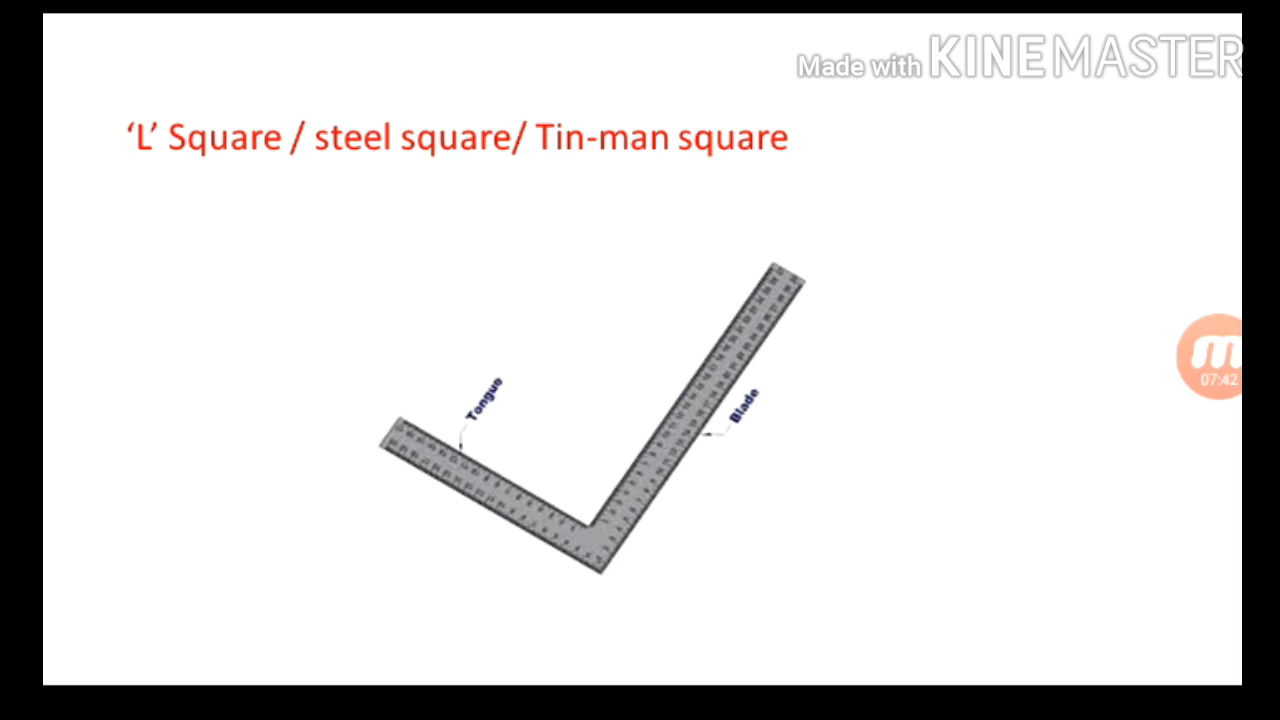 Made with KINEMASTER
‘L’ Square / steel square/ Tin-man square
Tongue
Blade
07:42